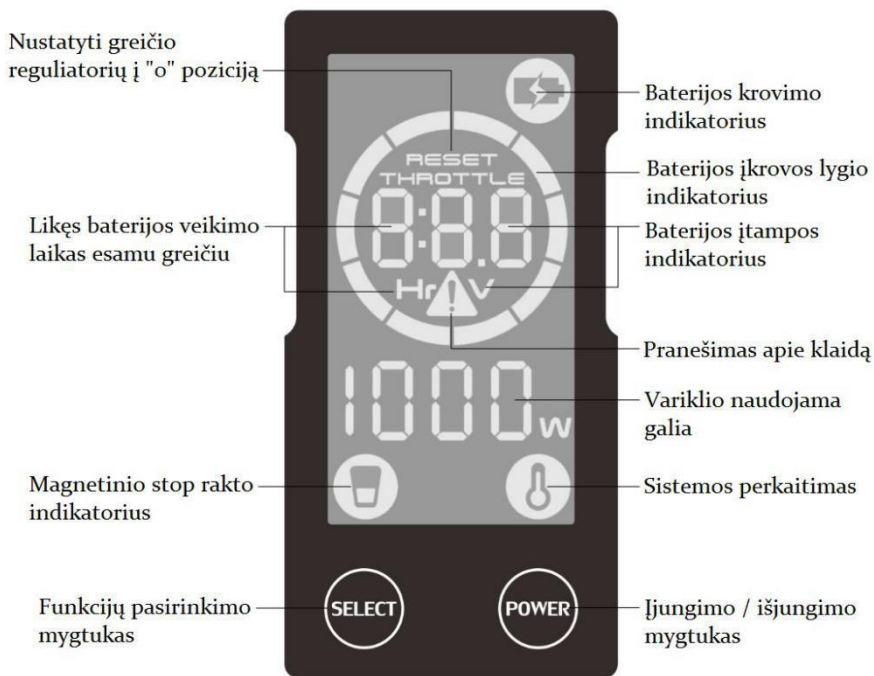 Nustatyti greičio
reguliatorių į "o" poziciją
Baterijos krovimo
indikatorius
RESET
THROTTLE
Baterijos įkrovos lygio
indikatorius
Likęs baterijos veikimo
laikas esamu greičiu
8:8.8
Baterijos įtampos
indikatorius
Hr
!
V
Pranešimas apie klaidą
1000w
Variklio naudojama
galia
Magnetinio stop rakto
indikatorius
Sistemos perkaitimas
Funkcijų pasirinkimo
mygtukas
SELECT
POWER
Įjungimo / išjungimo
mygtukas